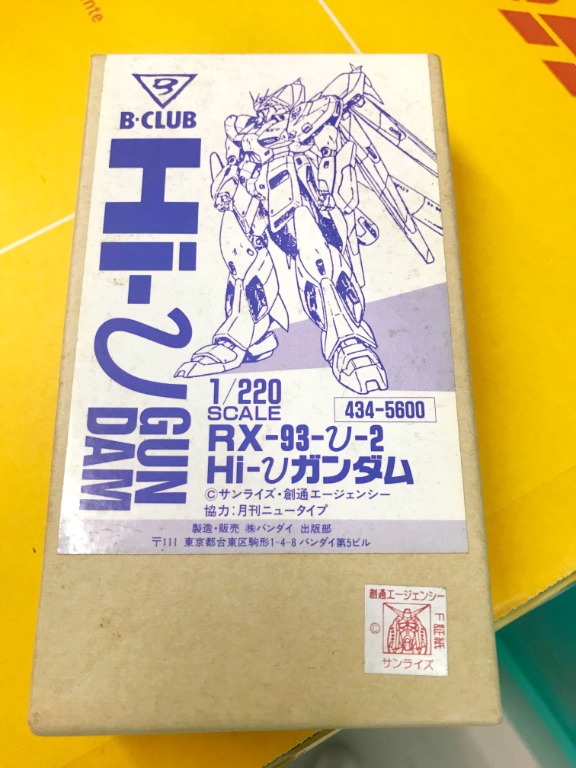 B
B·CLUB
Hi-ν
GUN
DAM
1/220
SCALE
434-5600
RX-93-ν-2
Hi-νガンダム
©サンライズ・創通エージェンシー
協力:月刊ニュータイプ
製造・販売 ㈱バンダイ 出版部
〒111 東京都台東区駒形1-4-8 バンダイ第5ビル
創通エージェンシー
©
証紙
サンライズ